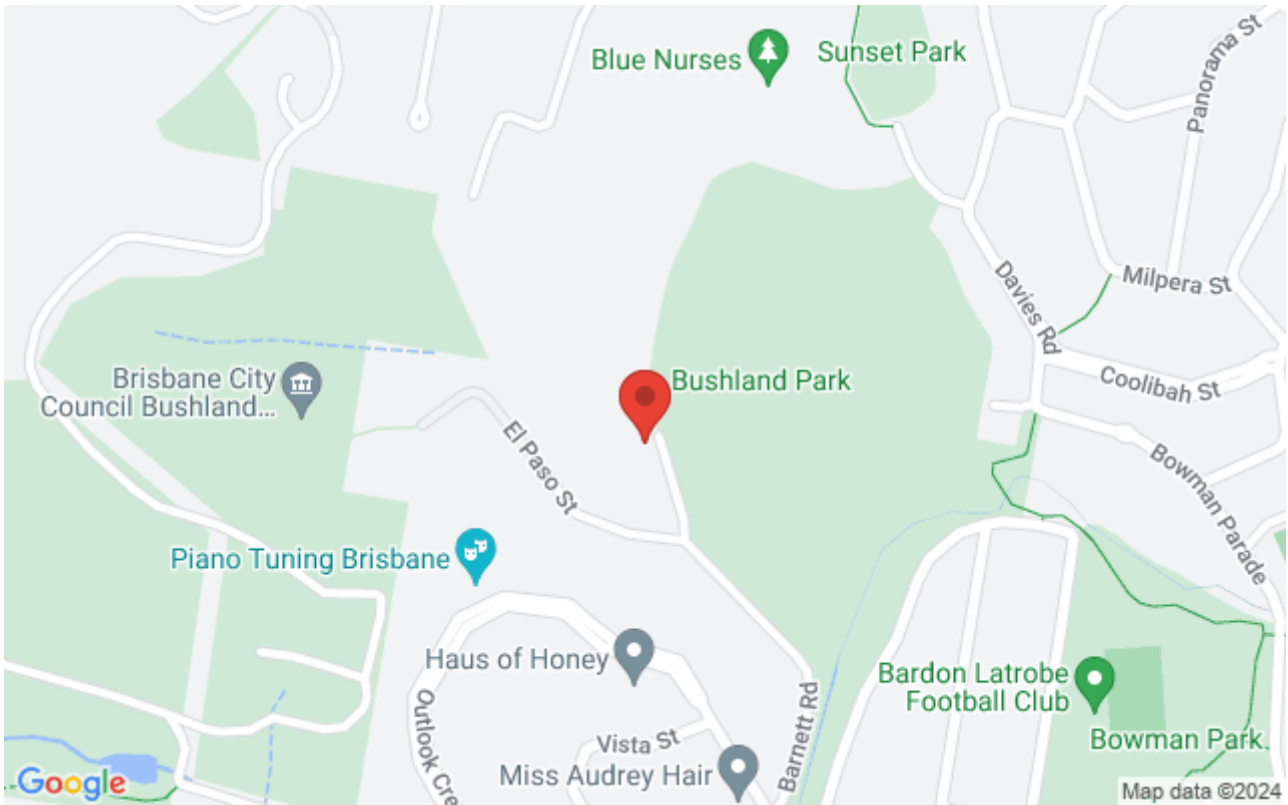 Blue Nurses
Sunset Park
Panorama St
Milpera St
Davies Rd
Coolibah St
Brisbane City
Council Bushland...
Bushland Park
El Paso St
Bowman Parade
Piano Tuning Brisbane
Haus of Honey
Outlook Cre
Barnett Rd
Bardon Latrobe
Football Club
Vista St
Bowman Park
Miss Audrey Hair
Google
Map data ©2024